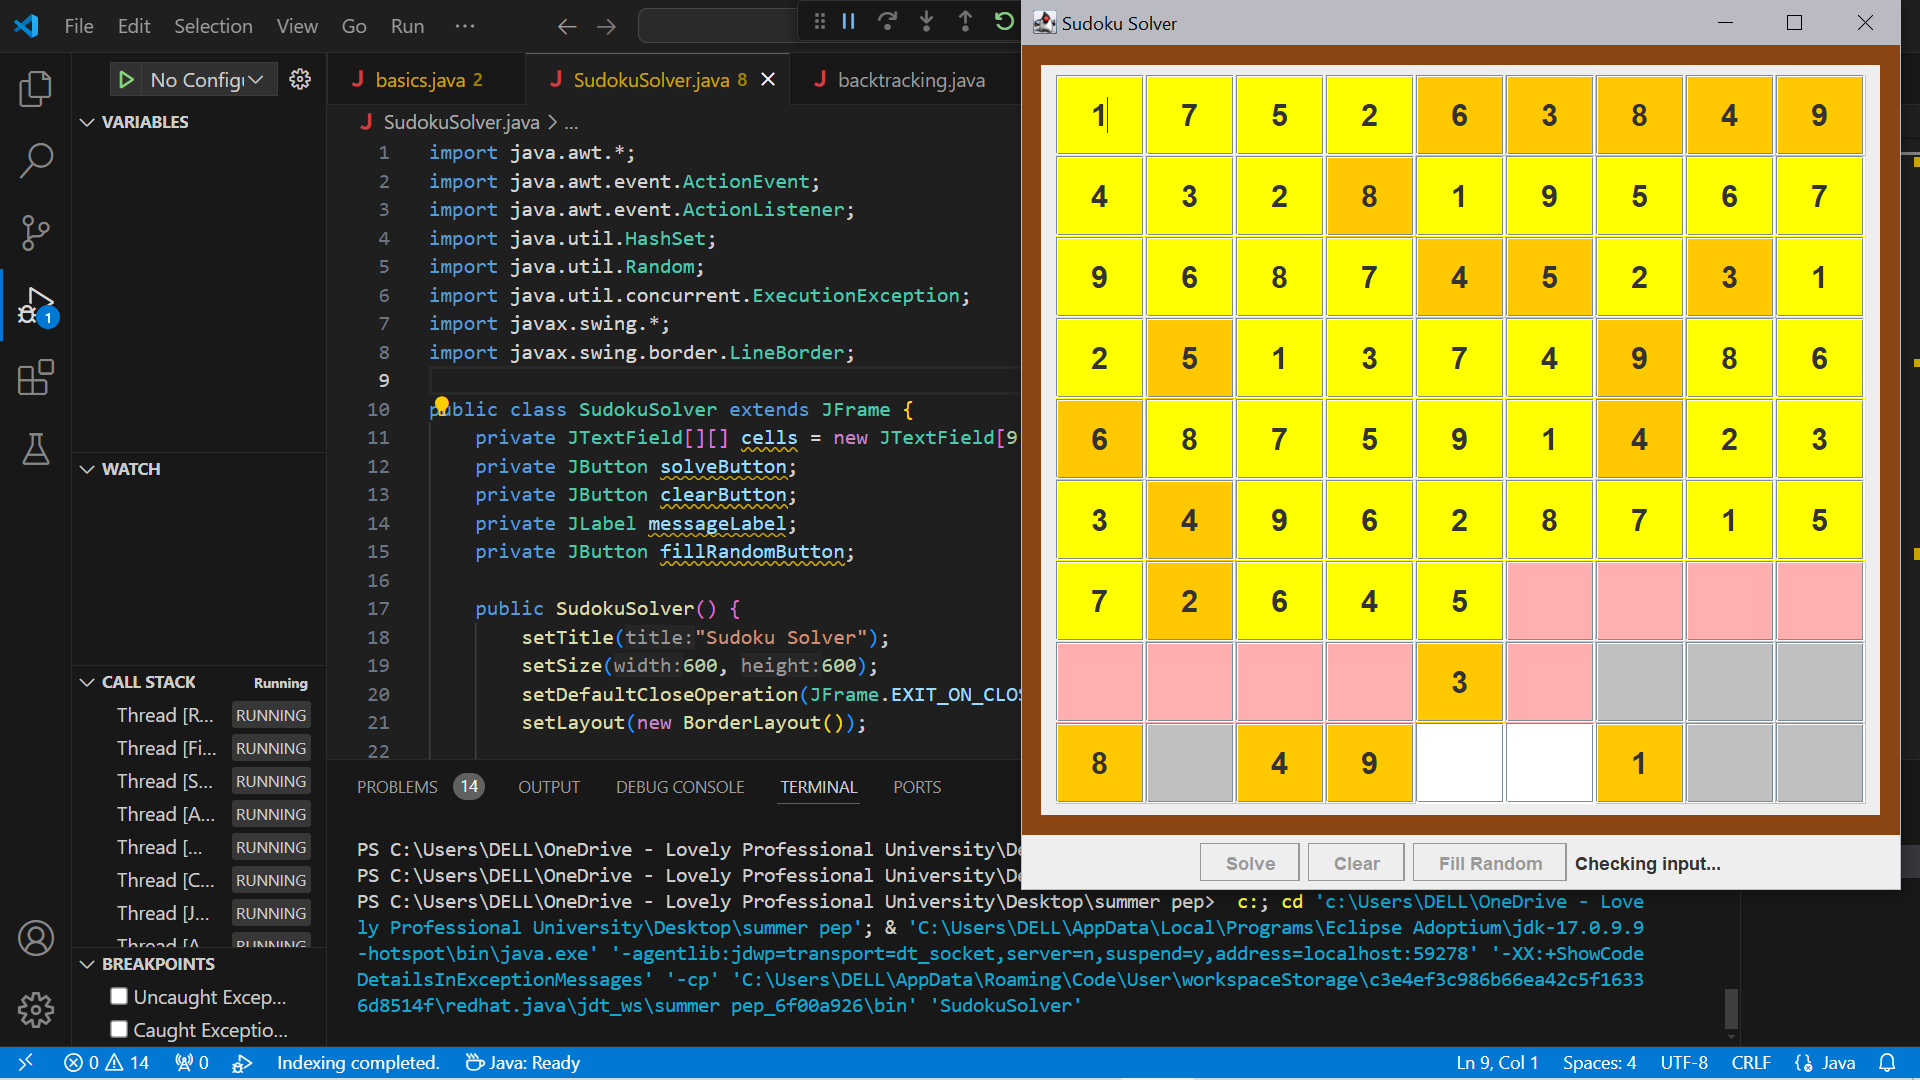 File Edit Selection View Go Run ···
No Config
VARIABLES
WATCH
CALL STACK Running
Thread [R... RUNNING
Thread [Fi... RUNNING
Thread [S... RUNNING
Thread [A... RUNNING
Thread [... RUNNING
Thread [C... RUNNING
Thread [J... RUNNING
Thread [A RUNNING
BREAKPOINTS
Uncaught Excep...
Caught Exceptio...
1
basics.java 2 SudokuSolver.java 8 backtracking.java
SudokuSolver.java > ...
1 import java.awt.*;
2 import java.awt.event.ActionEvent;
3 import java.awt.event.ActionListener;
4 import java.util.HashSet;
5 import java.util.Random;
6 import java.util.concurrent.ExecutionException;
7 import javax.swing.*;
8 import javax.swing.border.LineBorder;
9
10 public class SudokuSolver extends JFrame {
11 private JTextField[][] cells = new JTextField[9
12 private JButton solveButton;
13 private JButton clearButton;
14 private JLabel messageLabel;
15 private JButton fillRandomButton;
16
17 public SudokuSolver() {
18 setTitle(title:"Sudoku Solver");
19 setSize(width:600, height:600);
20 setDefaultCloseOperation(JFrame.EXIT_ON_CLOS
21 setLayout(new BorderLayout());
22
PROBLEMS 14 OUTPUT DEBUG CONSOLE TERMINAL PORTS
PS C:\Users\DELL\OneDrive - Lovely Professional University\De
PS C:\Users\DELL\OneDrive - Lovely Professional University\De
PS C:\Users\DELL\OneDrive - Lovely Professional University\Desktop\summer pep> c:; cd 'c:\Users\DELL\OneDrive - Love
ly Professional University\Desktop\summer pep'; & 'C:\Users\DELL\AppData\Local\Programs\Eclipse Adoptium\jdk-17.0.9.9
-hotspot\bin\java.exe' '-agentlib:jdwp=transport=dt_socket,server=n,suspend=y,address=localhost:59278' '-XX:+ShowCode
DetailsInExceptionMessages' '-cp' 'C:\Users\DELL\AppData\Roaming\Code\User\workspaceStorage\c3e4ef3c986b66ea42c5f1633
6d8514f\redhat.java\jdt_ws\summer pep_6f00a926\bin' 'SudokuSolver'
Sudoku Solver
1 7 5 2 6 3 8 4 9
4 3 2 8 1 9 5 6 7
9 6 8 7 4 5 2 3 1
2 5 1 3 7 4 9 8 6
6 8 7 5 9 1 4 2 3
3 4 9 6 2 8 7 1 5
7 2 6 4 5
3
8 4 9 1
Solve Clear Fill Random Checking input...
0 14 0 Indexing completed. Java: Ready Ln 9, Col 1 Spaces: 4 UTF-8 CRLF {} Java